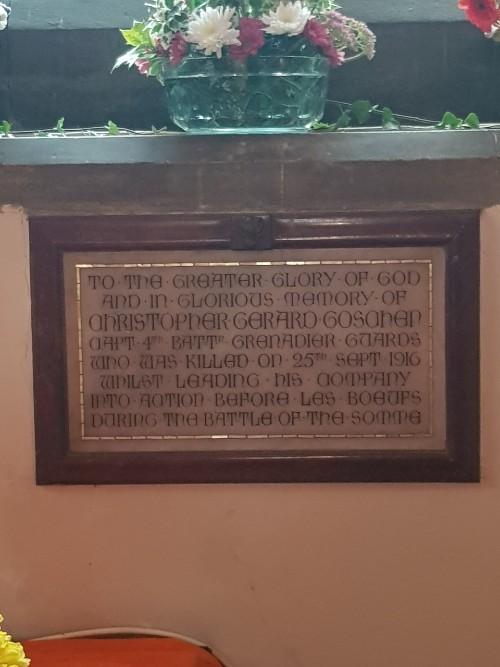 TO · THE · GREATER · GLORY · OF · GOD
AND · IN · GLORIOUS · MEMORY · OF
CHRISTOPHER · GERARD · GOSCHEN
CAPT · 4TH · BATTN · GRENADIER · GUARDS
WHO · WAS · KILLED · ON · 25TH · SEPT · 1916
WHILST · LEADING · HIS · COMPANY
INTO · ACTION · BEFORE · LES · BOEUFS
DURING · THE · BATTLE · OF · THE · SOMME